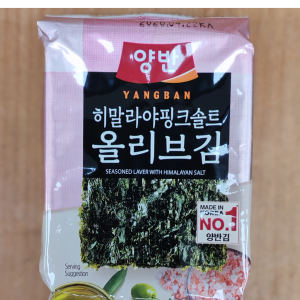 양반
YANGBAN
히말라야핑크솔트
올리브김
SEASONED LAVER WITH HIMALAYAN SALT
MADE IN
KOREA
NO.1
양반김
Serving
Suggestion